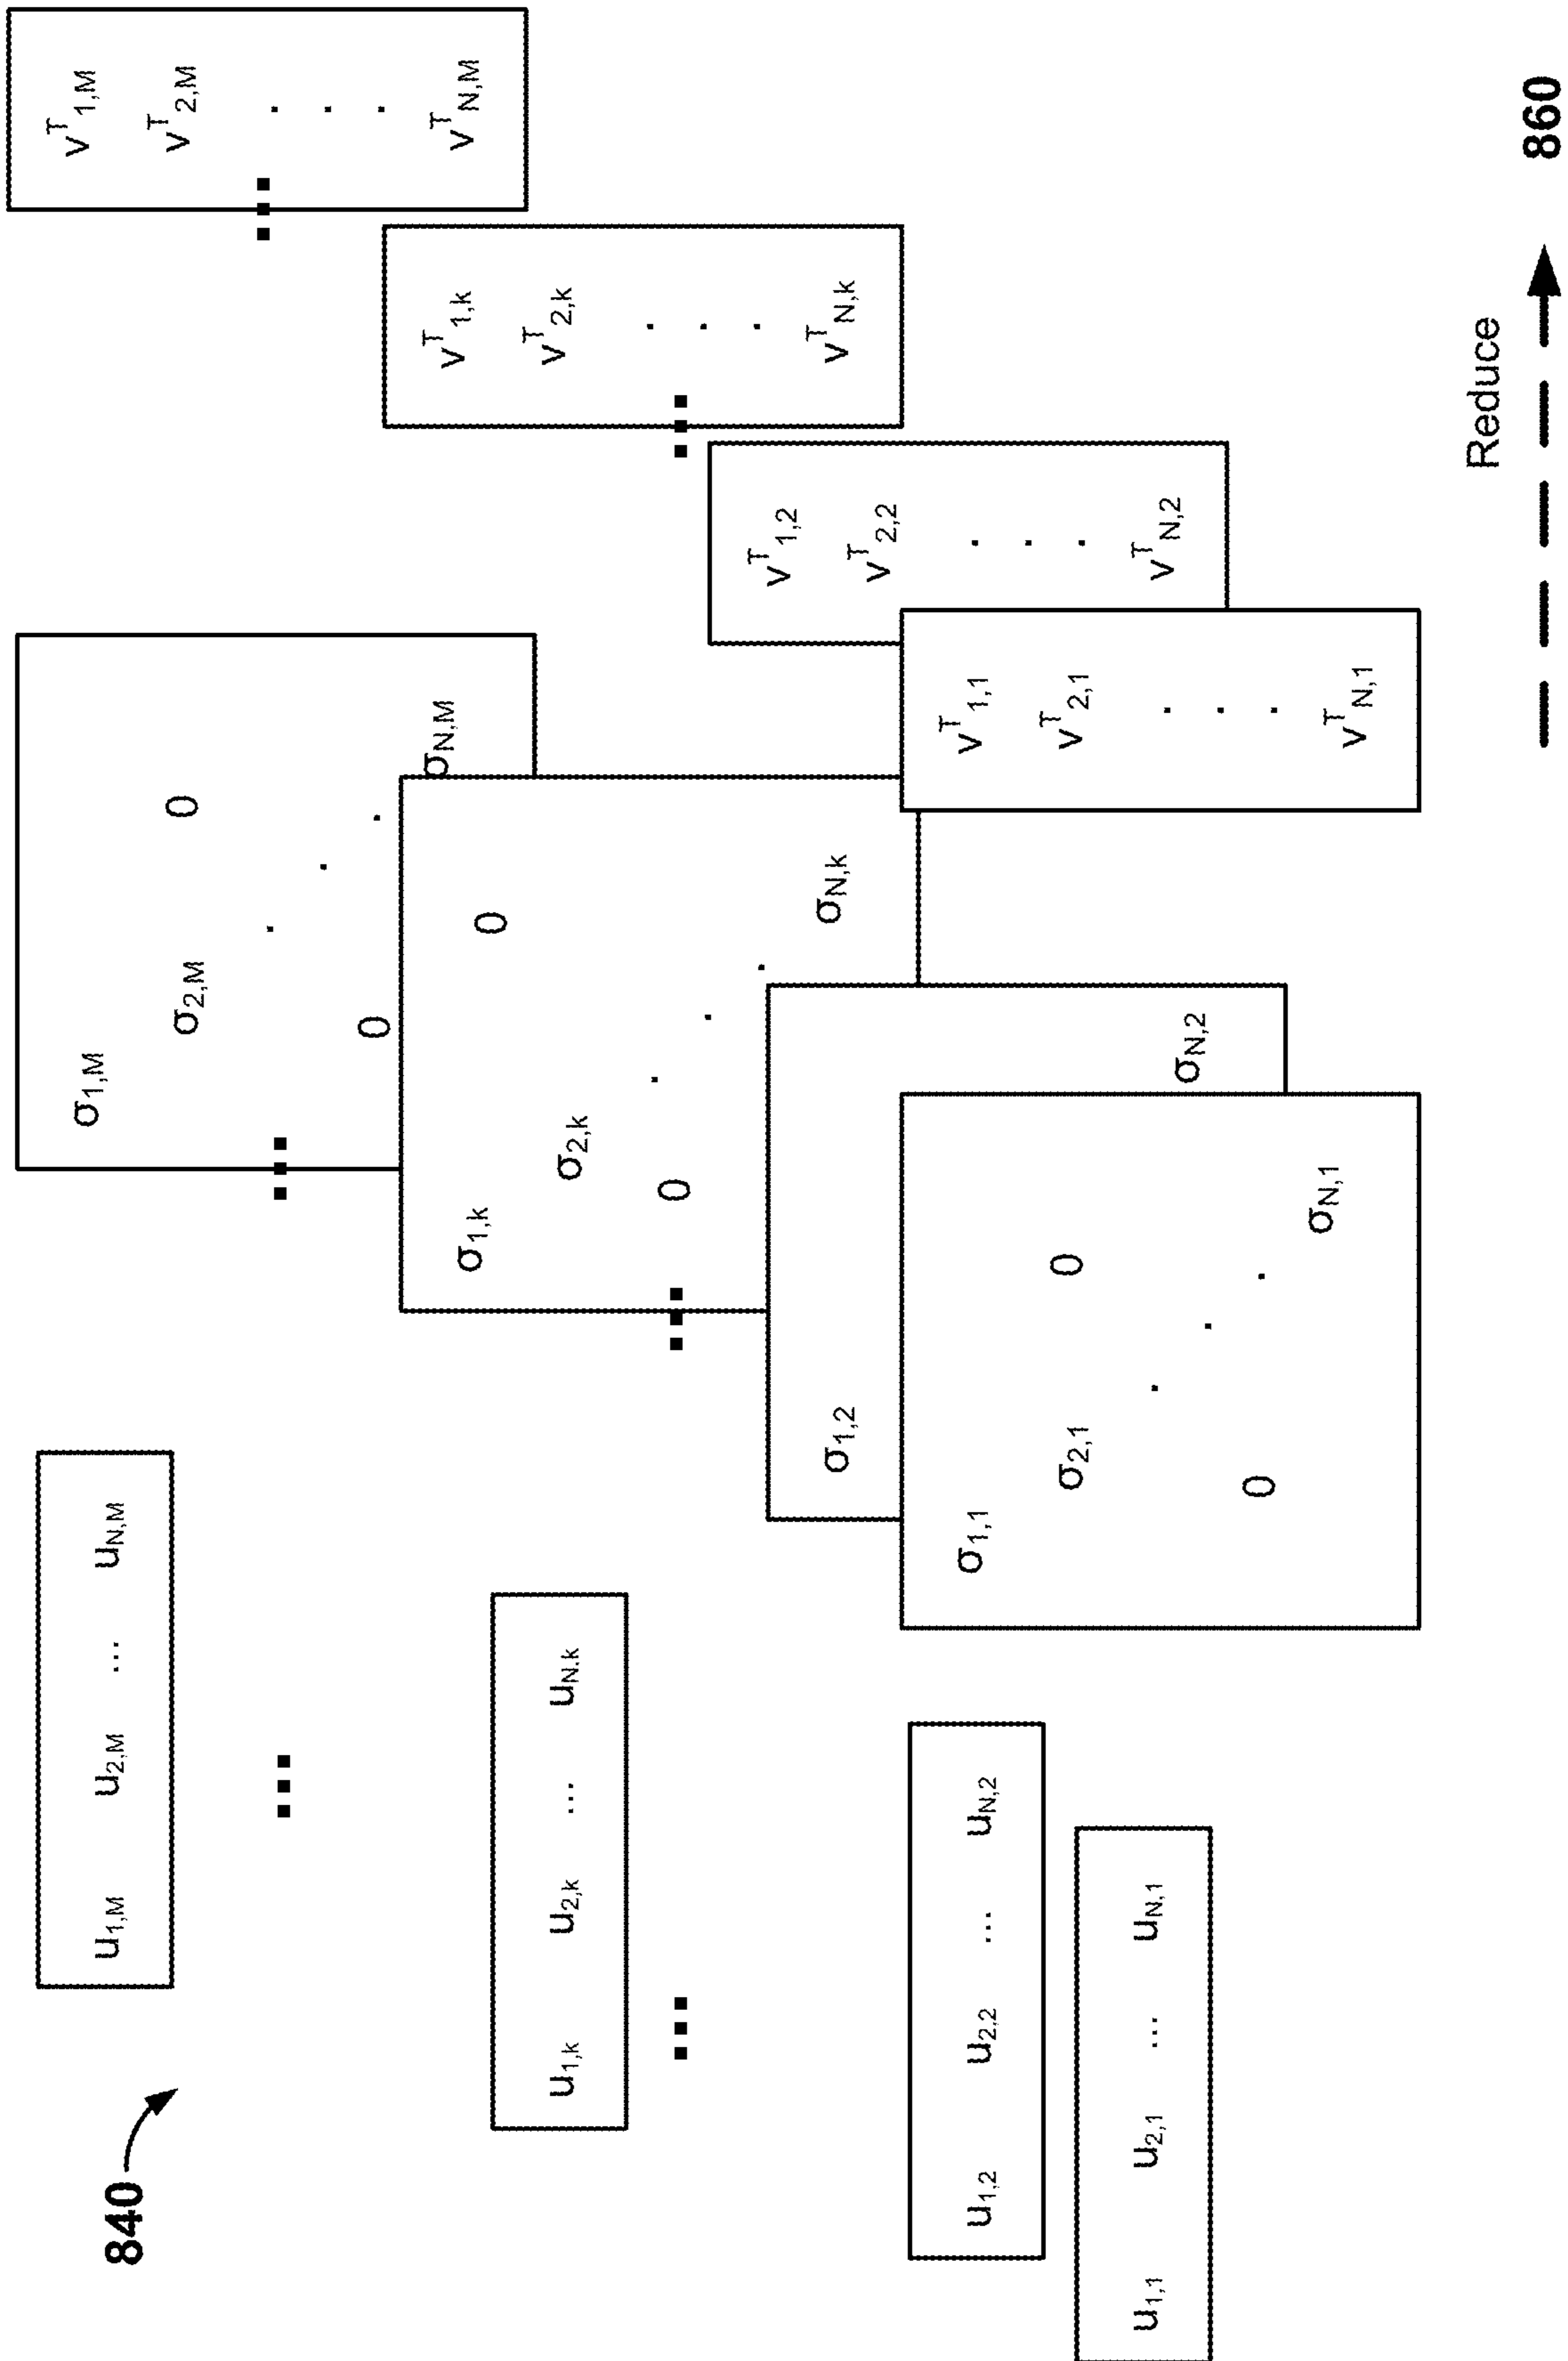 840
u1,M u2,M ... uN,M
σ1,M
σ2,M 0
.
.
0 .
σN,M
vT1,M
vT2,M
.
.
.
vTN,M
...
...
...
u1,k u2,k ... uN.k
σ1,k 0
σ2,k
.
0 .
.
σN,k
vT1,k
vT2,k
.
.
.
vTN,k
...
...
...
u1,2 u2,2 ... uN,2
σ1,2
σN,2
vT1,2
vT2,2
.
.
.
vTN,2
u1,1 u2,1 ... uN,1
σ1,1
σ2,1 0
.
.
0 .
σN,1
vT1,1
vT2,1
.
.
.
vTN,1
Reduce
860